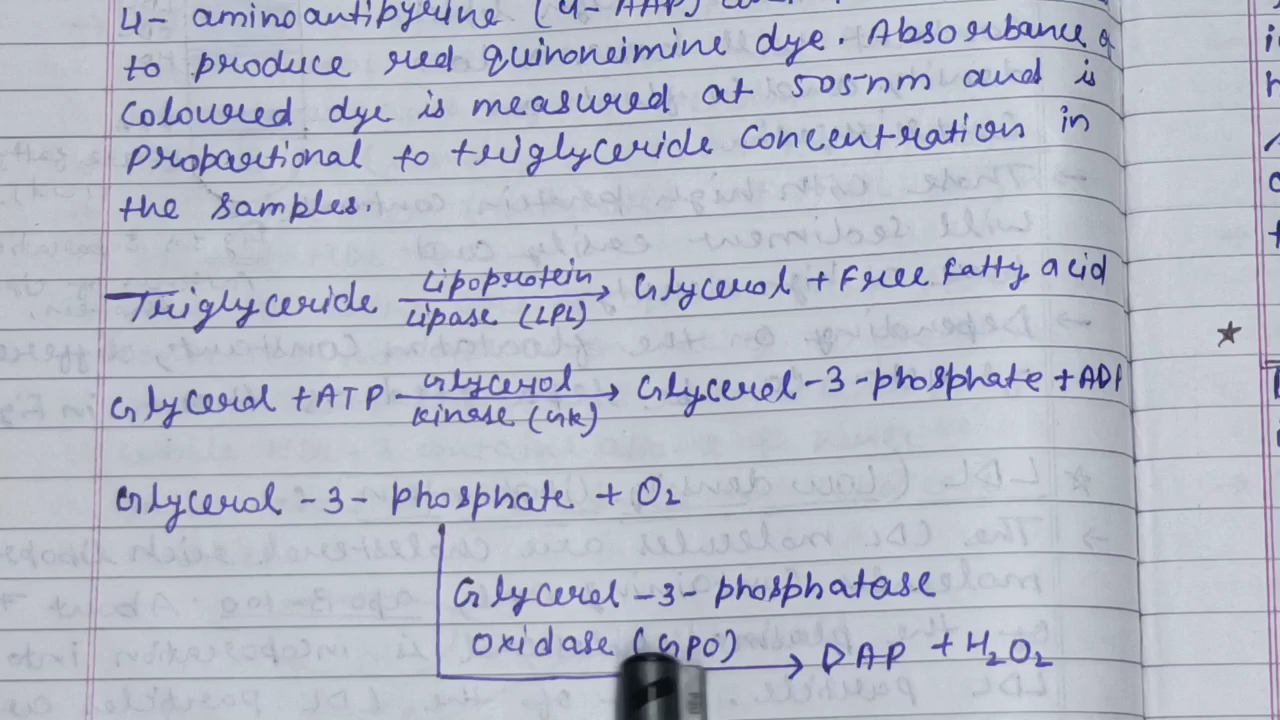 4- aminoantipyrine (4-AAP)
to produce red quinoneimine dye. Absorbance of
coloured dye is measured at 505nm and is
proportional to triglyceride concentration in
the samples.
Triglyceride Lipoprotein Lipase (LPL) → Glycerol + Free fatty acid
Glycerol + ATP Glycerol Kinase (GK) → Glycerol-3-phosphate + ADP
Glycerol -3- phosphate + O₂
Glycerol -3- phosphatase
oxidase (GPO) → DAP + H₂O₂